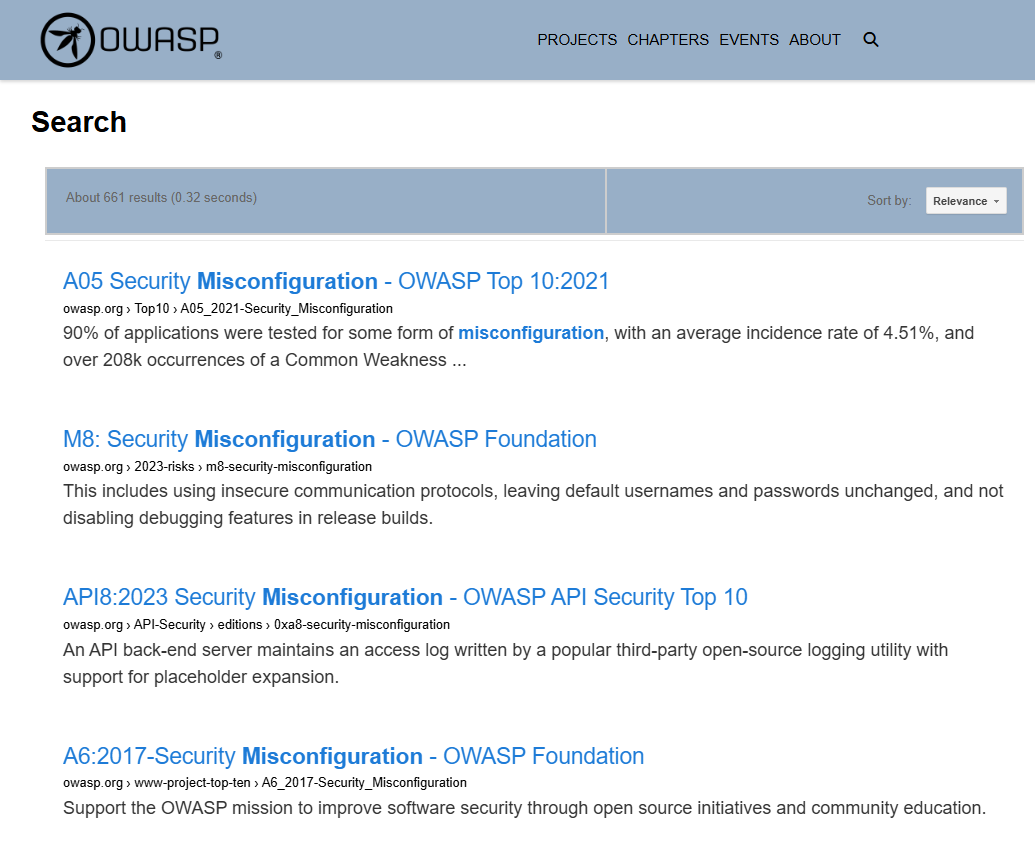 OWASP®
PROJECTS CHAPTERS EVENTS ABOUT
Search
About 661 results (0.32 seconds)
Sort by: Relevance
A05 Security Misconfiguration - OWASP Top 10:2021
owasp.org › Top10 › A05_2021-Security_Misconfiguration
90% of applications were tested for some form of misconfiguration, with an average incidence rate of 4.51%, and
over 208k occurrences of a Common Weakness ...
M8: Security Misconfiguration - OWASP Foundation
owasp.org › 2023-risks › m8-security-misconfiguration
This includes using insecure communication protocols, leaving default usernames and passwords unchanged, and not
disabling debugging features in release builds.
API8:2023 Security Misconfiguration - OWASP API Security Top 10
owasp.org › API-Security › editions › 0xa8-security-misconfiguration
An API back-end server maintains an access log written by a popular third-party open-source logging utility with
support for placeholder expansion.
A6:2017-Security Misconfiguration - OWASP Foundation
owasp.org › www-project-top-ten › A6_2017-Security_Misconfiguration
Support the OWASP mission to improve software security through open source initiatives and community education.